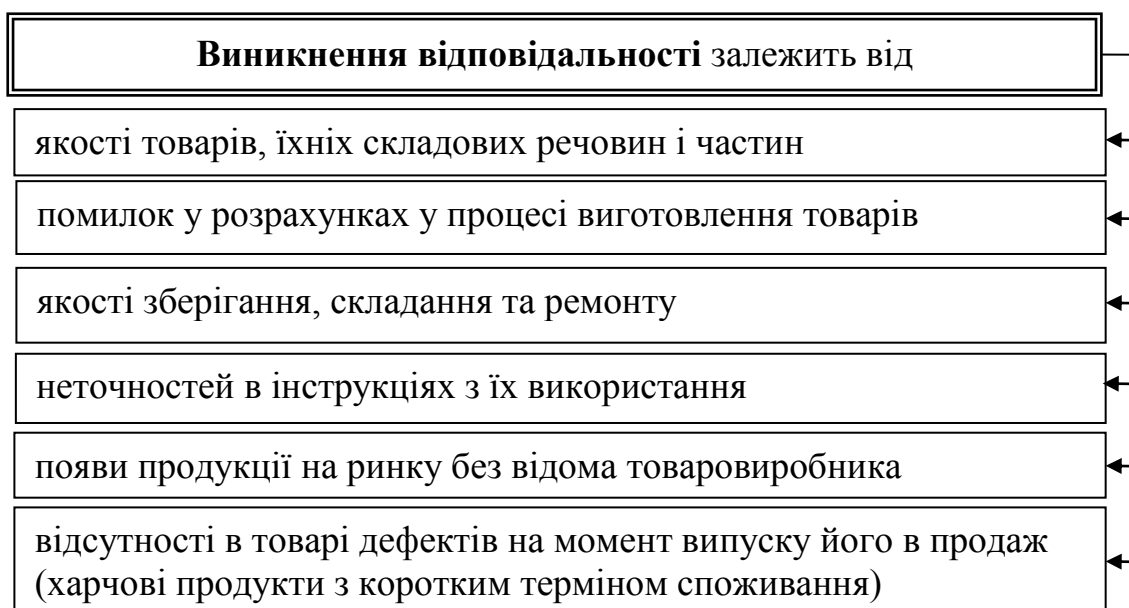 Виникнення відповідальності залежить від
якості товарів, їхніх складових речовин і частин
помилок у розрахунках у процесі виготовлення товарів
якості зберігання, складання та ремонту
неточностей в інструкціях з їх використання
появи продукції на ринку без відома товаровиробника
відсутності в товарі дефектів на момент випуску його в продаж
(харчові продукти з коротким терміном споживання)